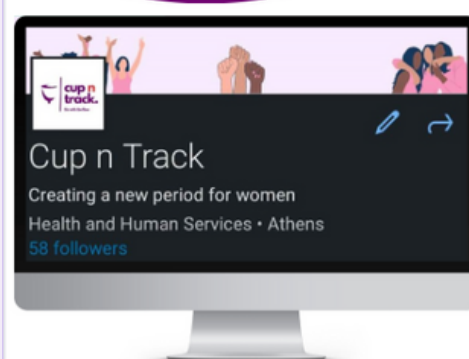 cup n
track.
Cup n Track
Creating a new period for women
Health and Human Services • Athens
58 followers